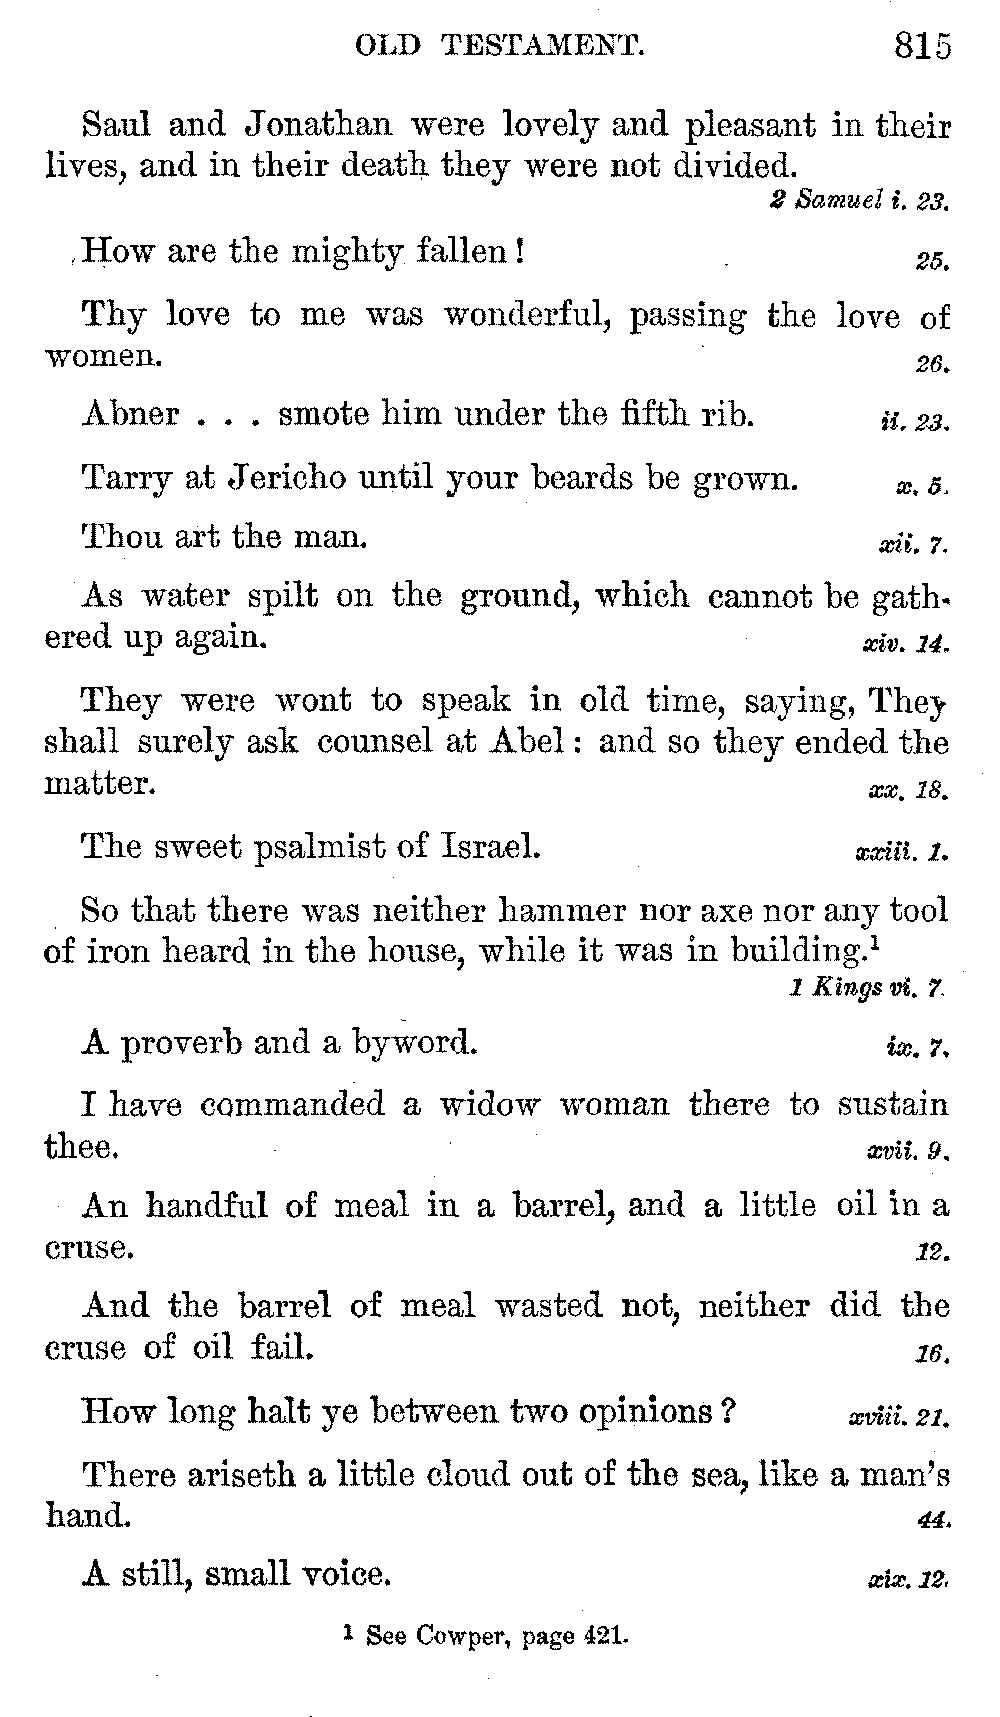 OLD TESTAMENT. 815
Saul and Jonathan were lovely and pleasant in their
lives, and in their death they were not divided.
2 Samuel i. 23.
How are the mighty fallen! 25.
Thy love to me was wonderful, passing the love of
women. 26.
Abner . . . smote him under the fifth rib. ii. 23.
Tarry at Jericho until your beards be grown. x. 5.
Thou art the man. xii. 7.
As water spilt on the ground, which cannot be gath-
ered up again. xiv. 14.
They were wont to speak in old time, saying, They
shall surely ask counsel at Abel: and so they ended the
matter. xx. 18.
The sweet psalmist of Israel. xxiii. 1.
So that there was neither hammer nor axe nor any tool
of iron heard in the house, while it was in building.¹
1 Kings vi. 7.
A proverb and a byword. ix. 7.
I have commanded a widow woman there to sustain
thee. xvii. 9.
An handful of meal in a barrel, and a little oil in a
cruse. 12.
And the barrel of meal wasted not, neither did the
cruse of oil fail. 16.
How long halt ye between two opinions? xviii. 21.
There ariseth a little cloud out of the sea, like a man's
hand. 44.
A still, small voice. xix. 12.
¹ See Cowper, page 421.